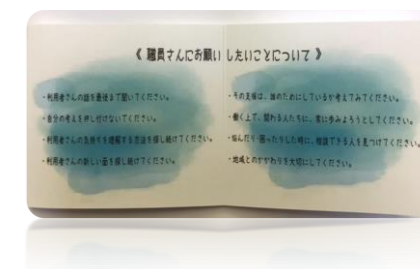 《 職員さんにお願いしたいことについて 》
・利用者さんの話を最後まで聞いてください。
・自分の考えを押し付けないでください。
・利用者さんの気持ちを理解する方法を探し続けてください。
・利用者さんの新しい面を探し続けてください。
・その支援は、誰のためにしているか考えてみてください。
・働く上で、関わる人たちに、常に歩みよろうとしてください。
・悩んだり・困ったりした時に、相談できる人を見つけてください。
・地域とのかかわりを大切にしてください。